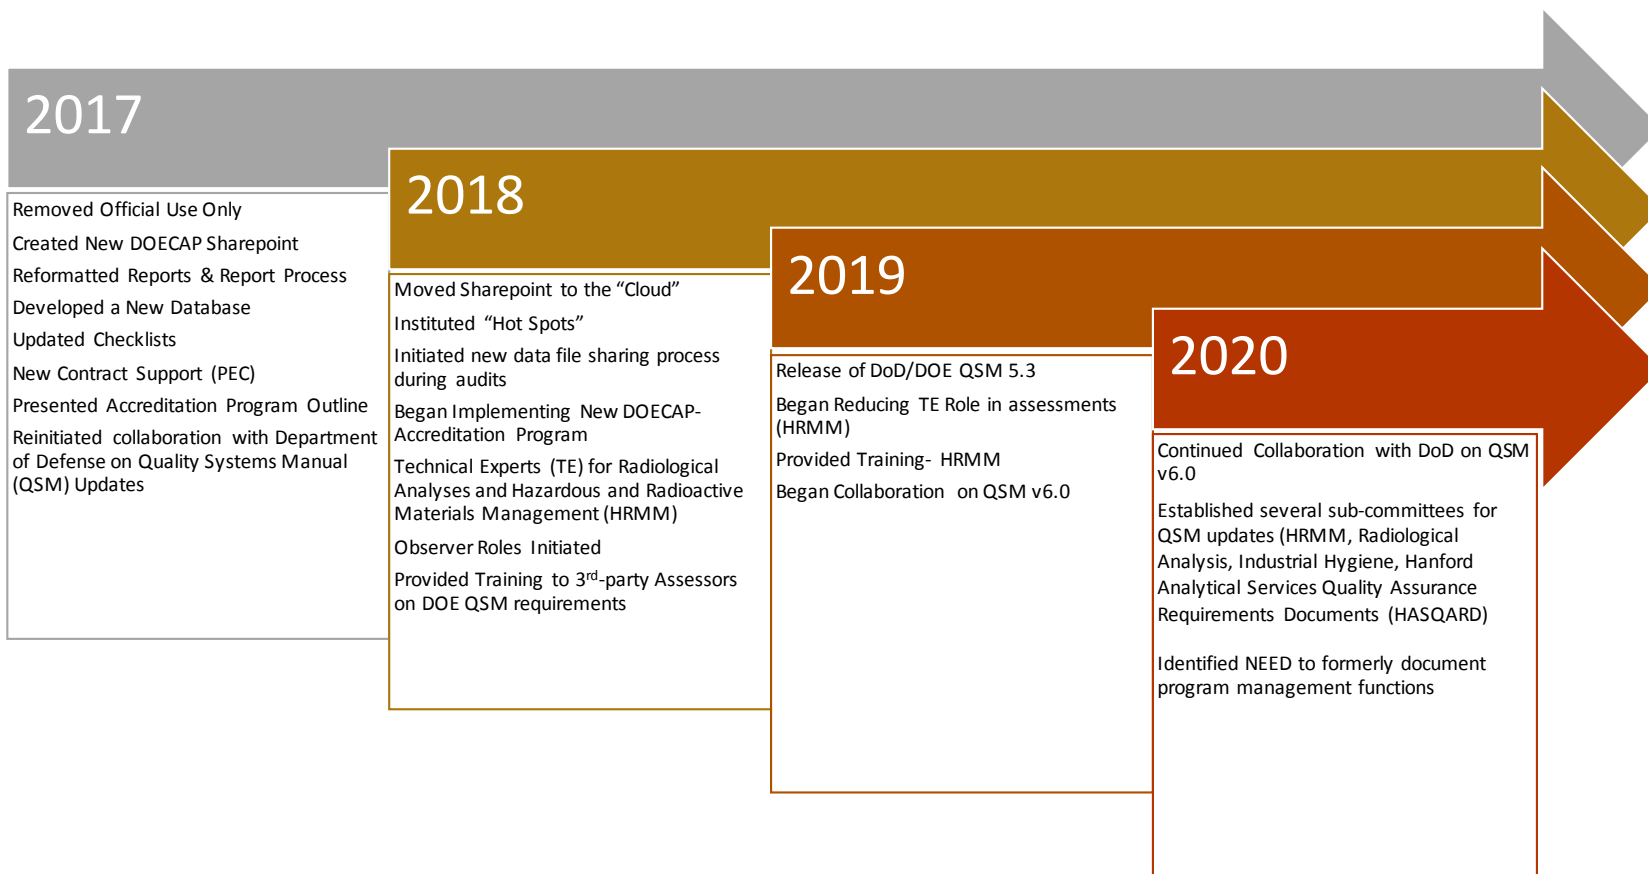 2017
Removed Official Use Only
Created New DOECAP Sharepoint
Reformatted Reports & Report Process
Developed a New Database
Updated Checklists
New Contract Support (PEC)
Presented Accreditation Program Outline
Reinitiated collaboration with Department
of Defense on Quality Systems Manual
(QSM) Updates
2018
Moved Sharepoint to the “Cloud”
Instituted “Hot Spots”
Initiated new data file sharing process
during audits
Began Implementing New DOECAP-
Accreditation Program
Technical Experts (TE) for Radiological
Analyses and Hazardous and Radioactive
Materials Management (HRMM)
Observer Roles Initiated
Provided Training to 3rd-party Assessors
on DOE QSM requirements
2019
Release of DoD/DOE QSM 5.3
Began Reducing TE Role in assessments
(HRMM)
Provided Training- HRMM
Began Collaboration on QSM v6.0
2020
Continued Collaboration with DoD on QSM
v6.0
Established several sub-committees for
QSM updates (HRMM, Radiological
Analysis, Industrial Hygiene, Hanford
Analytical Services Quality Assurance
Requirements Documents (HASQARD)
Identified NEED to formerly document
program management functions